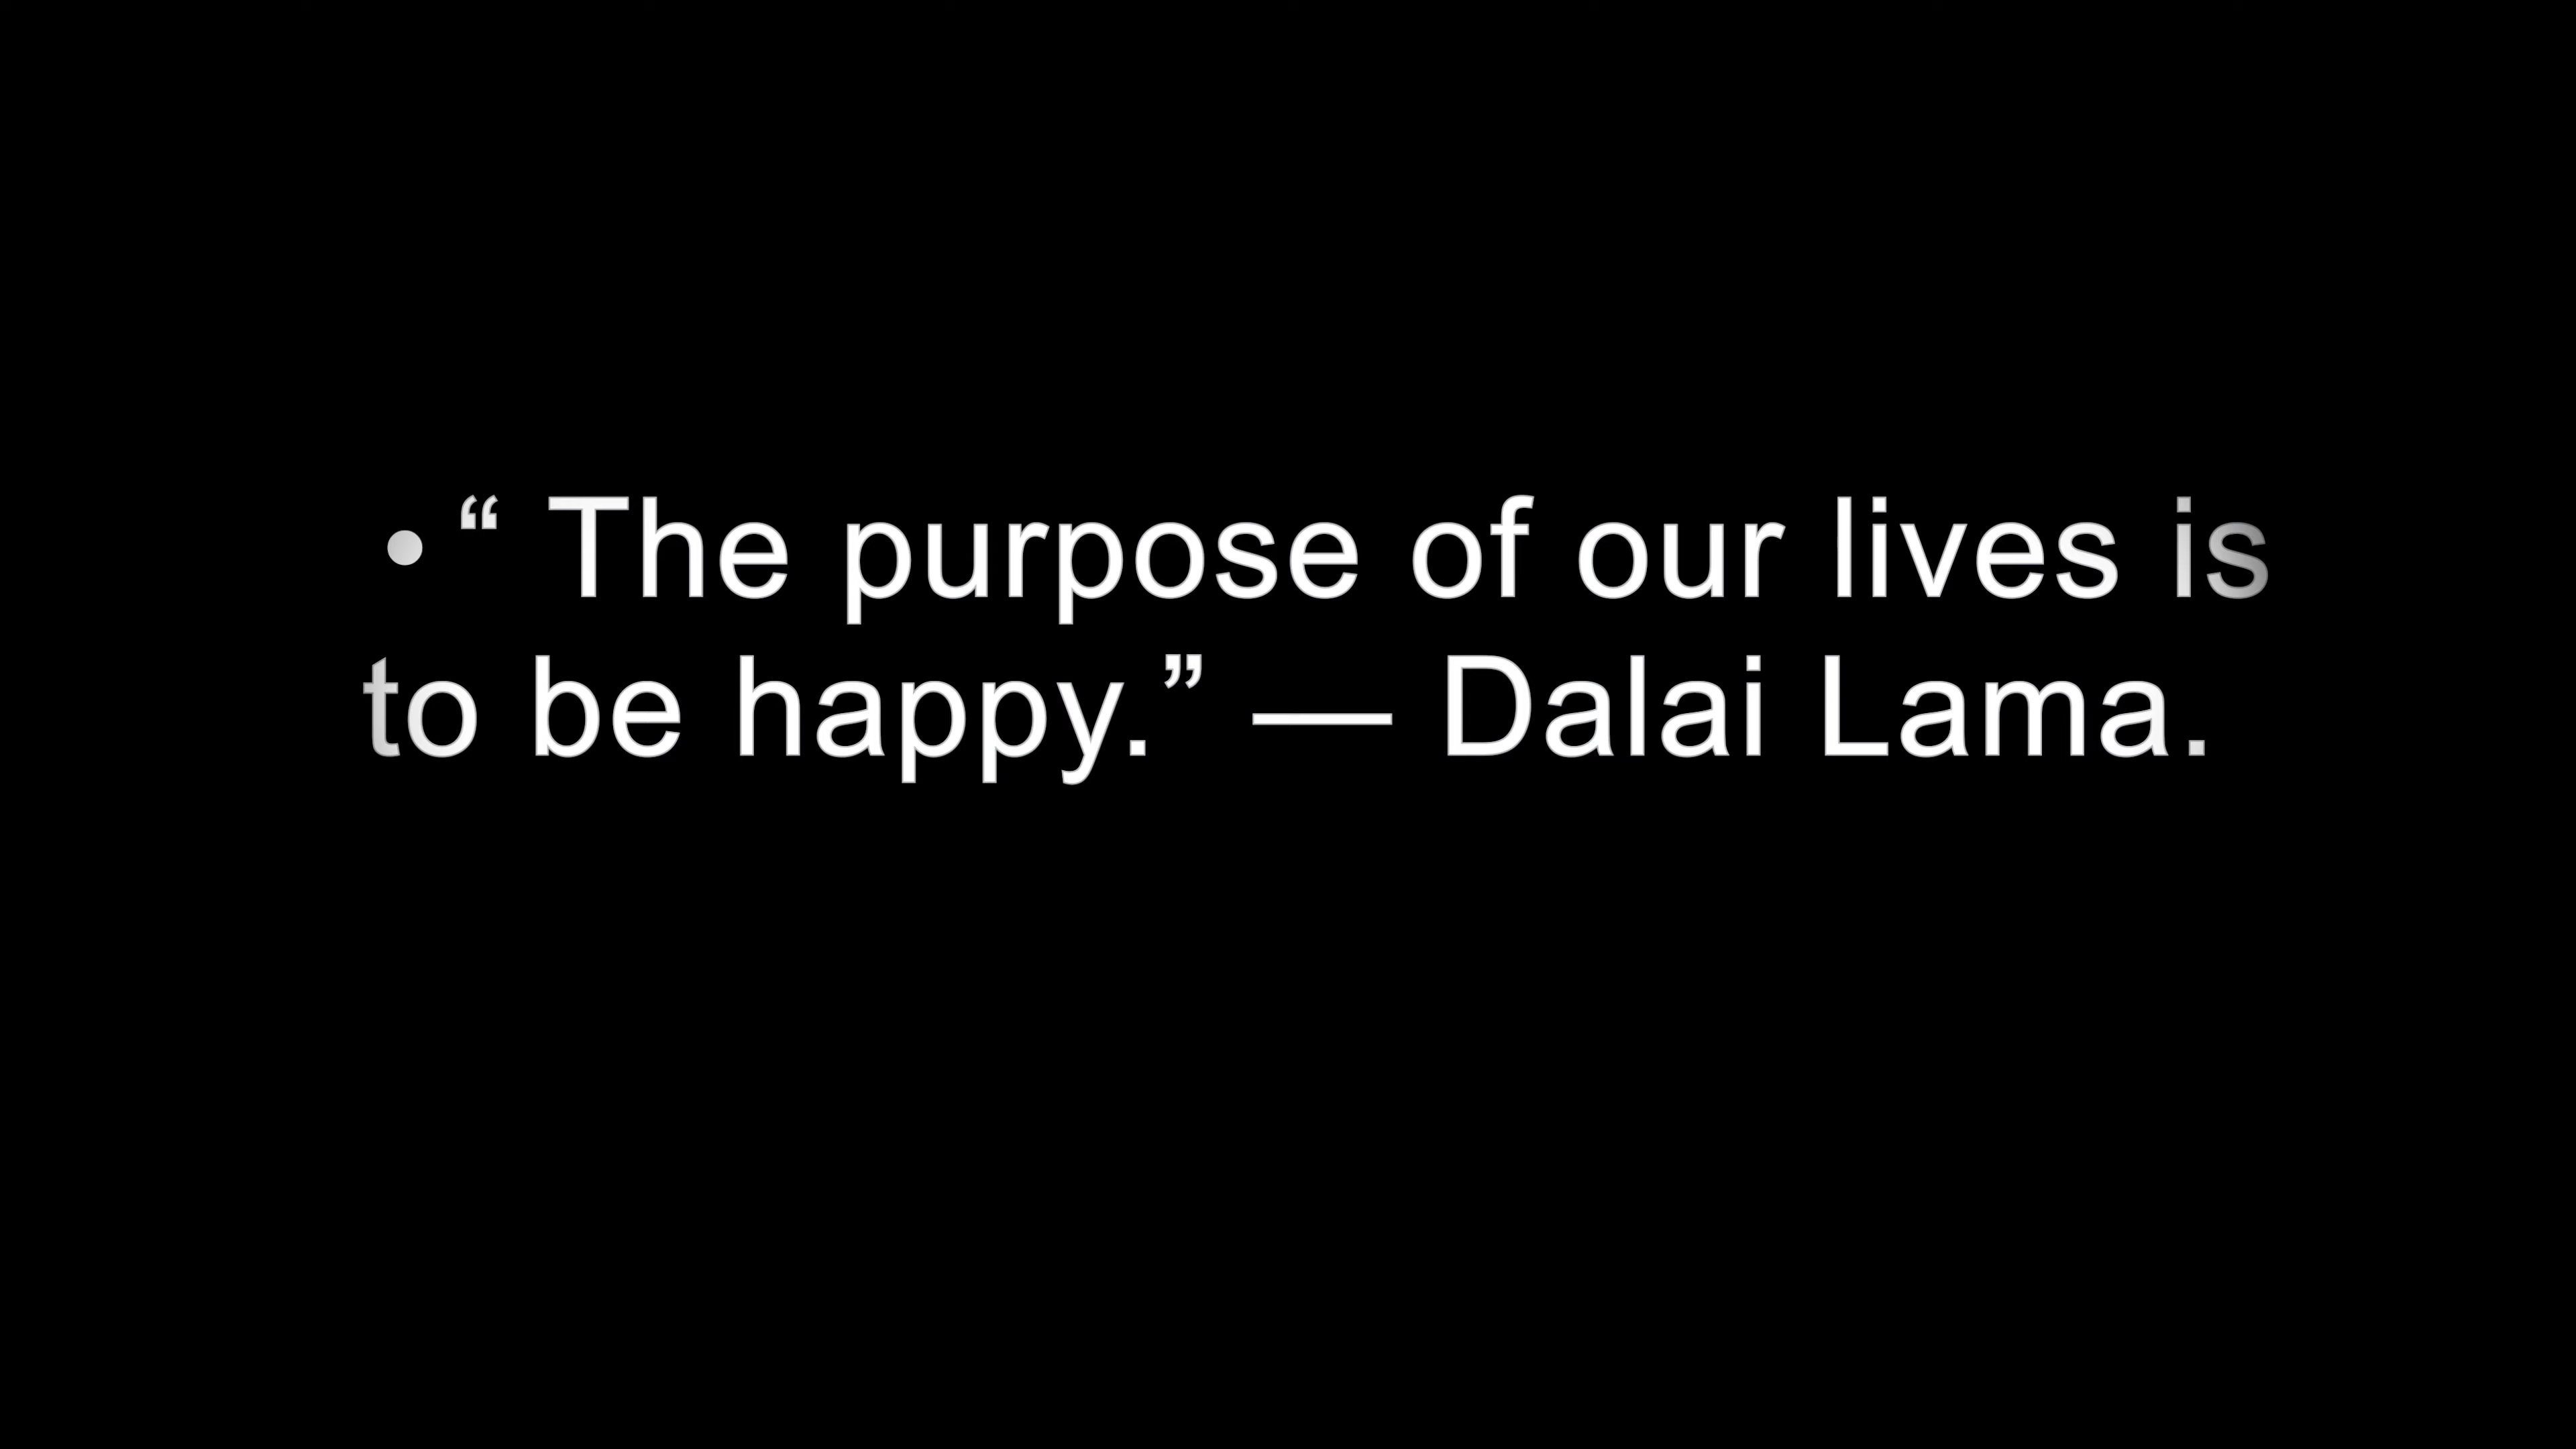 • “ The purpose of our lives is
to be happy.” — Dalai Lama.